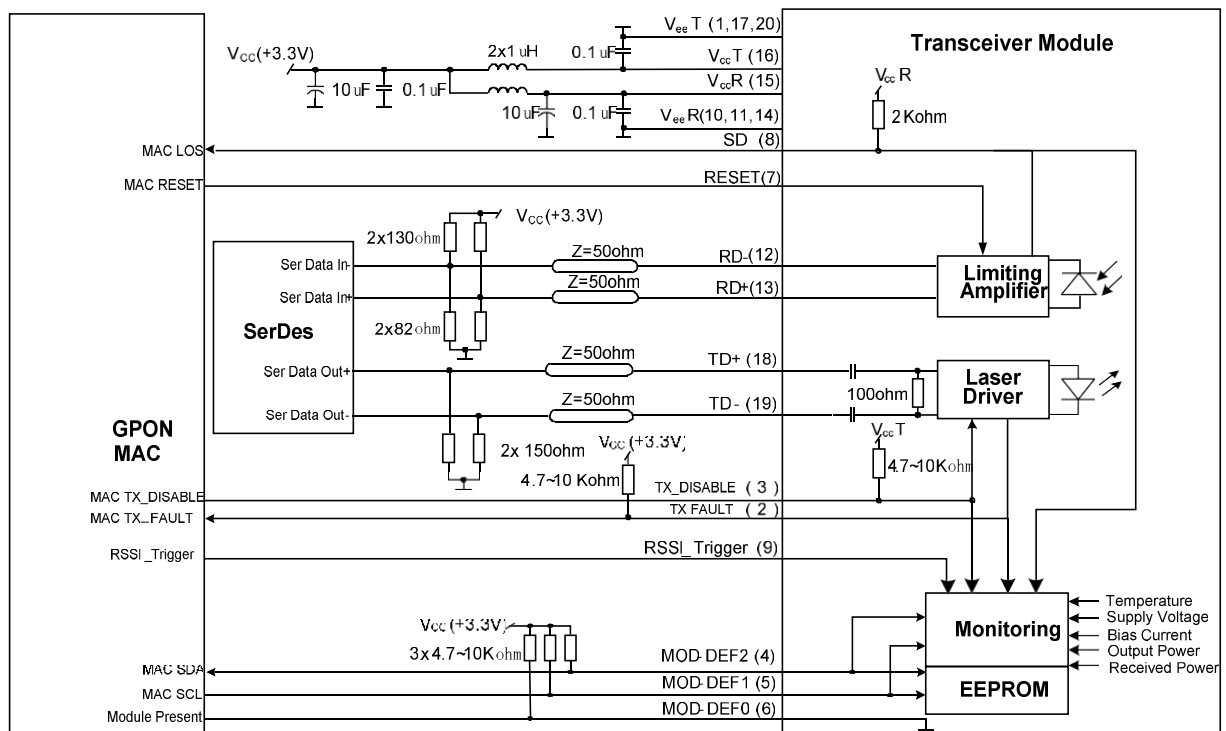 VeeT (1,17,20)
Transceiver Module
VCC(+3.3V)
2x1 uH
0.1 uF
VccT (16)
VccR (15)
10 uF
0.1 uF
10 uF
0.1 uF
VeeR(10,11,14)
Vcc R
2 Kohm
MAC LOS
SD (8)
MAC RESET
RESET(7)
VCC(+3.3V)
2x130ohm
Ser Data In-
Z=50ohm
RD-(12)
Limiting
Amplifier
Ser Data In+
Z=50ohm
RD+(13)
SerDes
2x82ohm
Ser Data Out+
Z=50ohm
TD+ (18)
Laser
Driver
100ohm
Ser Data Out-
Z=50ohm
TD- (19)
GPON
MAC
2x 150ohm
VCC (+3.3V)
VccT
4.7~10 Kohm
4.7~10Kohm
MAC TX_DISABLE
TX_DISABLE ( 3 )
MAC TX_FAULT
TX FAULT ( 2 )
RSSI_Trigger
RSSI_Trigger (9)
Temperature
Supply Voltage
Bias Current
Output Power
Received Power
Monitoring
EEPROM
VCC (+3.3V)
3x4.7~10Kohm
MAC SDA
MOD-DEF2 (4)
MAC SCL
MOD-DEF1 (5)
Module Present
MOD-DEF0 (6)